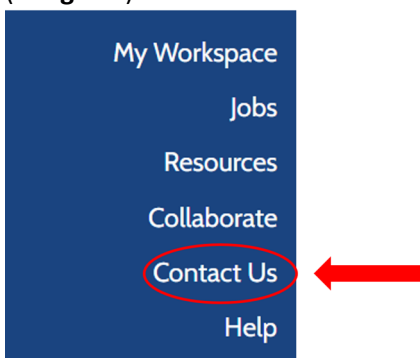 My Workspace
Jobs
Resources
Collaborate
Contact Us
Help